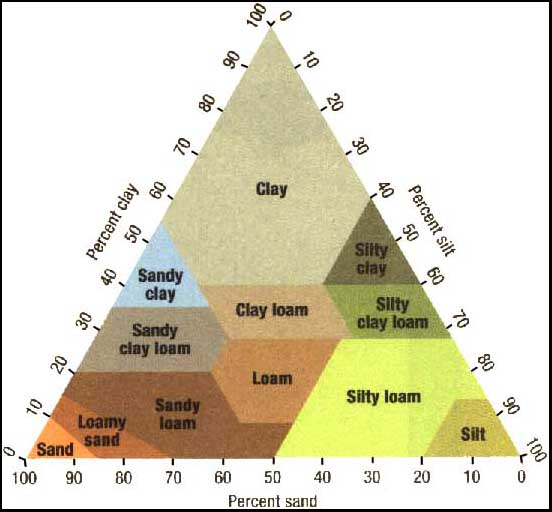 100 0
90 10
80 20
70 30
60 40
Clay
Percent clay
Percent silt
50 50
Silty
clay
40 60
Sandy
clay
30 70
Clay loam
Silty
clay loam
Sandy
clay loam
20 80
Loam
Silty loam
10 90
Sandy
loam
Loamy
sand
Silt
Sand
0 100
100 90 80 70 60 50 40 30 20 10 0
Percent sand